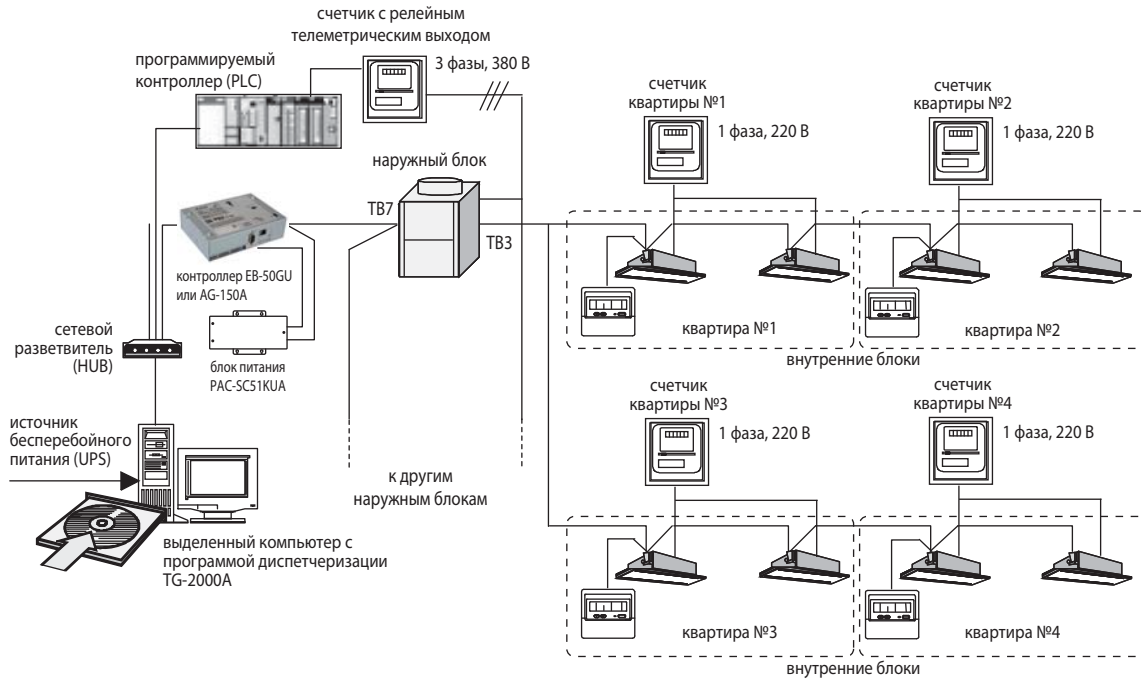 счетчик с релейным
телеметрическим выходом
программируемый
контроллер (PLC)
3 фазы, 380 В
наружный блок
TB7
TB3
контроллер EB-50GU
или AG-150A
сетевой
разветвитель
(HUB)
блок питания
PAC-SC51KUA
источник
бесперебойного
питания (UPS)
к другим
наружным блокам
выделенный компьютер с
программой диспетчеризации
TG-2000A
счетчик
квартиры №1
1 фаза, 220 В
счетчик
квартиры №2
1 фаза, 220 В
квартира №1
квартира №2
внутренние блоки
счетчик
квартиры №3
1 фаза, 220 В
счетчик
квартиры №4
1 фаза, 220 В
квартира №3
квартира №4
внутренние блоки